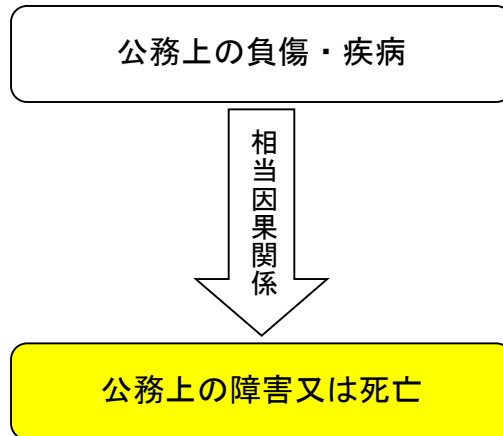 公務上の負傷・疾病
相当因果関係
公務上の障害又は死亡